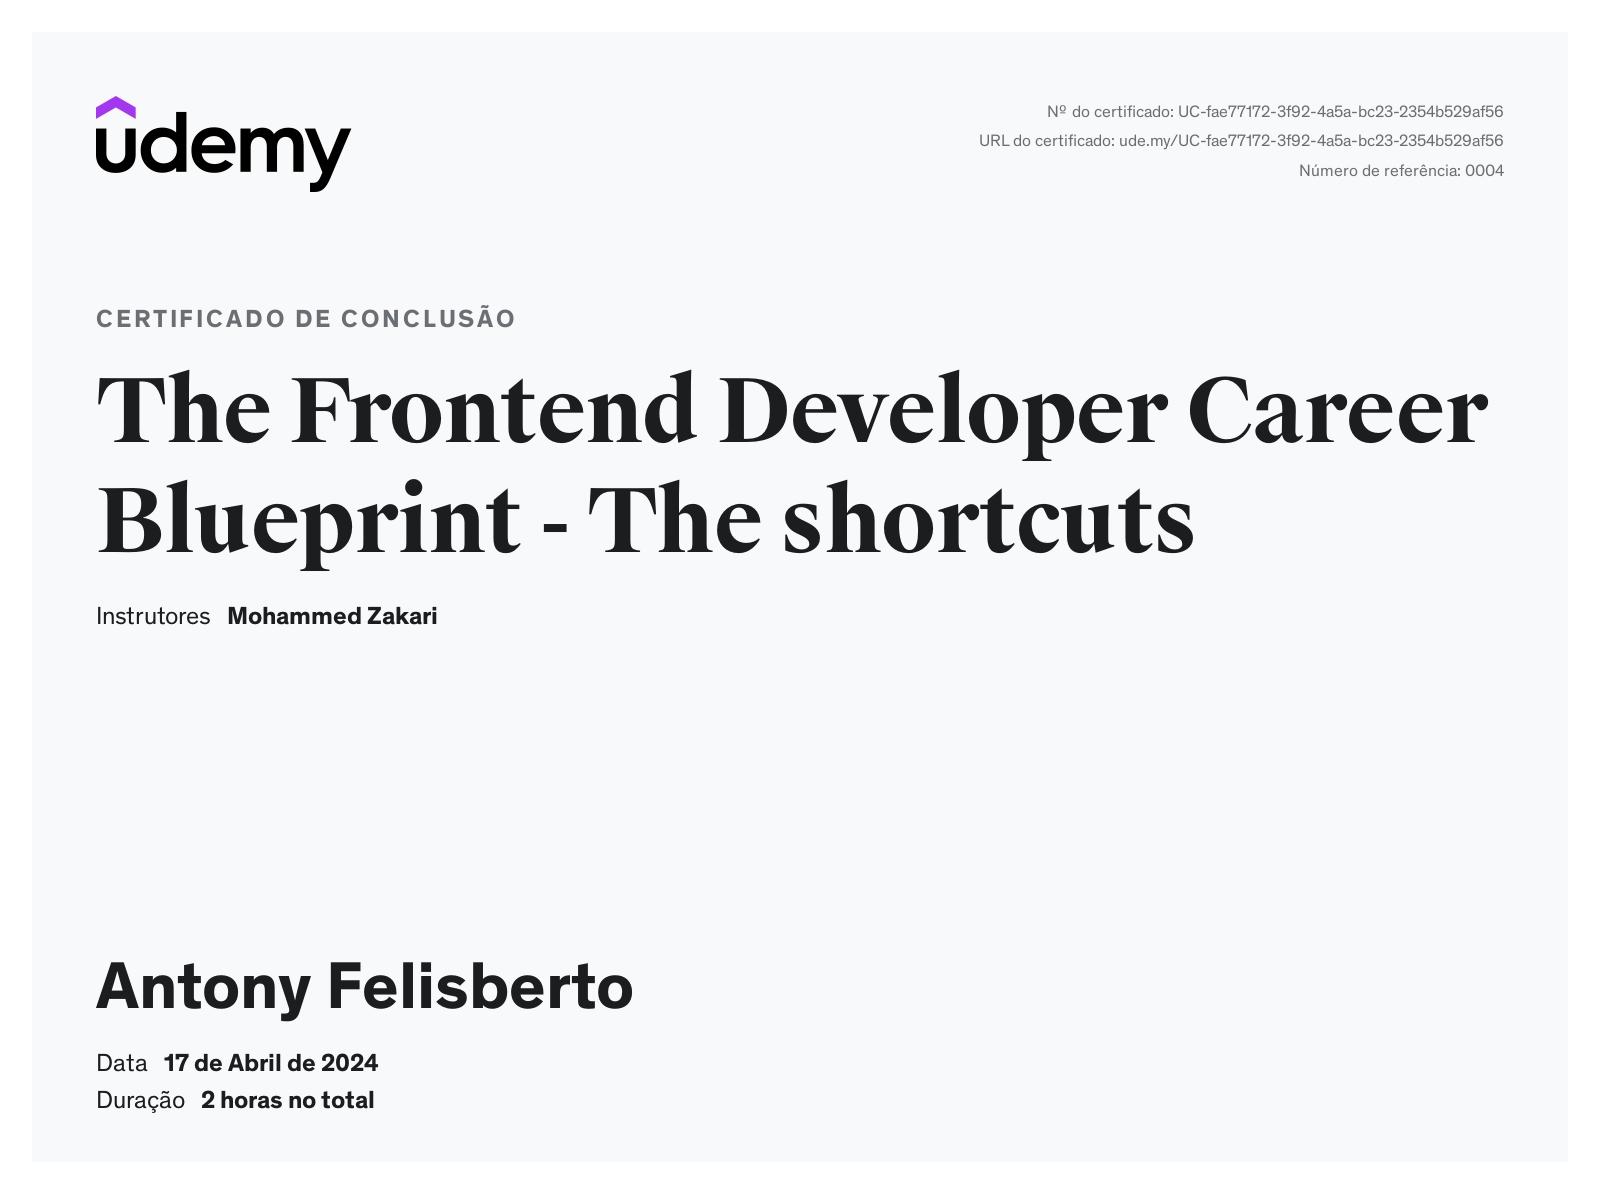 udemy
Nº do certificado: UC-fae77172-3f92-4a5a-bc23-2354b529af56
URL do certificado: ude.my/UC-fae77172-3f92-4a5a-bc23-2354b529af56
Número de referência: 0004
CERTIFICADO DE CONCLUSÃO
The Frontend Developer Career
Blueprint - The shortcuts
Instrutores Mohammed Zakari
Antony Felisberto
Data 17 de Abril de 2024
Duração 2 horas no total